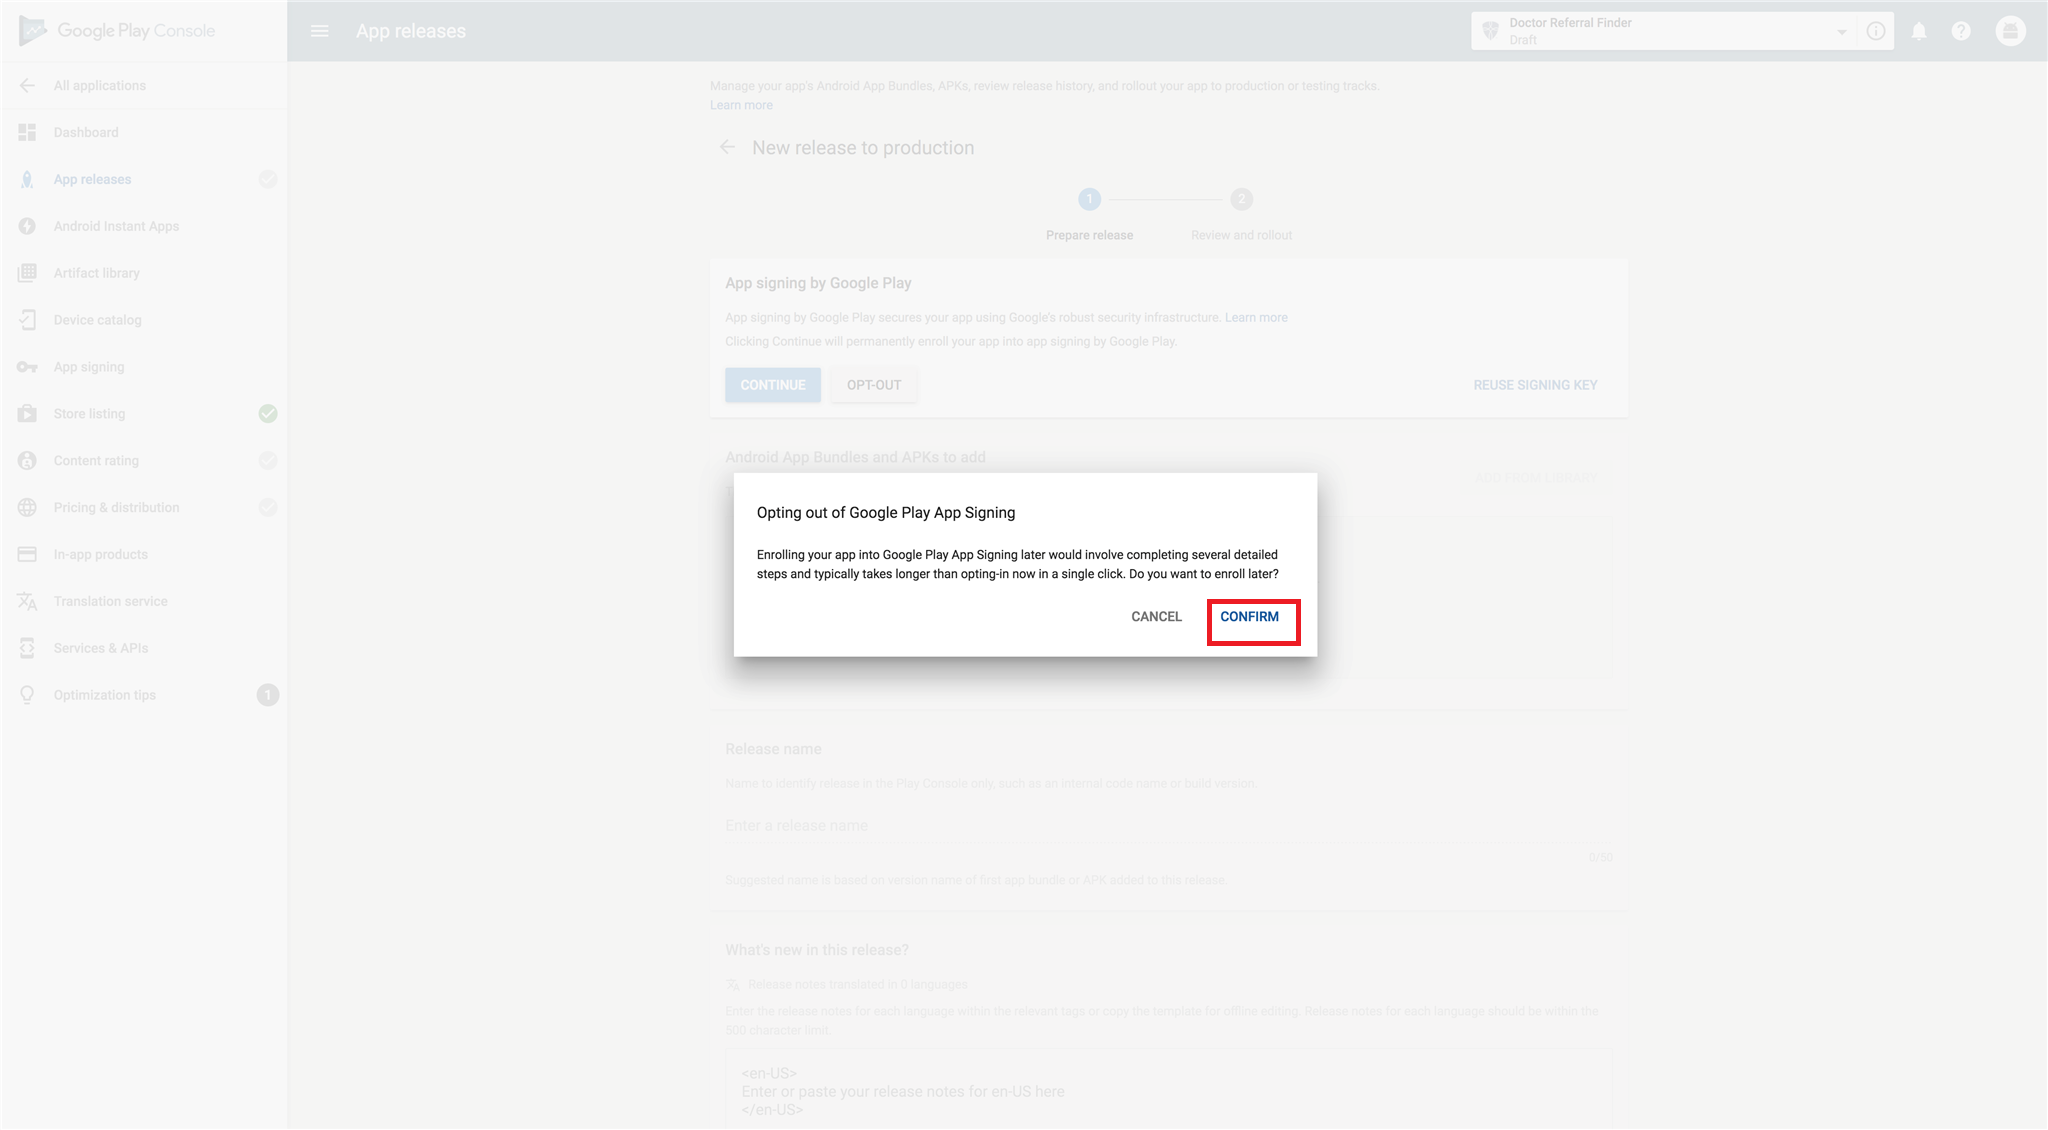 Google Play Console
App releases
Doctor Referral Finder
Draft
All applications
Dashboard
App releases
Android Instant Apps
Artifact library
Device catalog
App signing
Store listing
Content rating
Pricing & distribution
In-app products
Translation service
Services & APIs
Optimization tips
1
Manage your app's Android App Bundles, APKs, review release history, and rollout your app to production or testing tracks.
Learn more
New release to production
1
2
Prepare release
Review and rollout
App signing by Google Play
App signing by Google Play secures your app using Google's robust security infrastructure. Learn more
Clicking Continue will permanently enroll your app into app signing by Google Play.
CONTINUE
OPT-OUT
REUSE SIGNING KEY
Android App Bundles and APKs to add
ADD FROM LIBRARY
Opting out of Google Play App Signing
Enrolling your app into Google Play App Signing later would involve completing several detailed
steps and typically takes longer than opting-in now in a single click. Do you want to enroll later?
CANCEL
CONFIRM
Release name
Name to identify release in the Play Console only, such as an internal code name or build version.
Enter a release name
0/50
Suggested name is based on version name of first app bundle or APK added to this release.
What's new in this release?
Release notes translated in 0 languages
Enter the release notes for each language within the relevant tags or copy the template for offline editing. Release notes for each language should be within the
500 character limit.
<en-US>
Enter or paste your release notes for en-US here
</en-US>